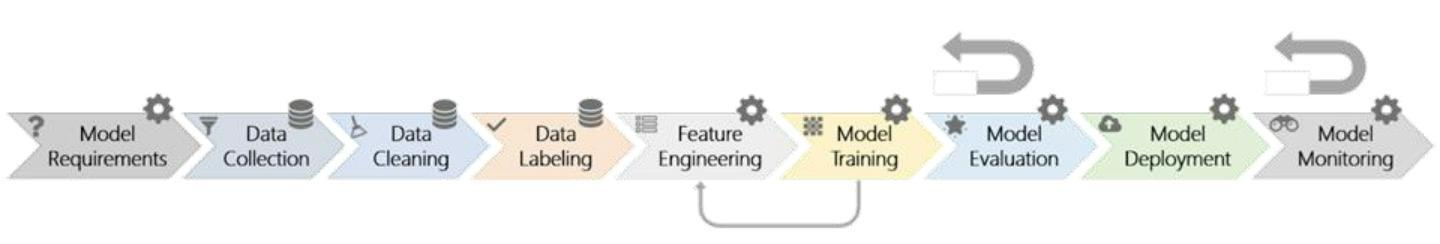 Model
Requirements
Data
Collection
Data
Cleaning
Data
Labeling
Feature
Engineering
Model
Training
Model
Evaluation
Model
Deployment
Model
Monitoring